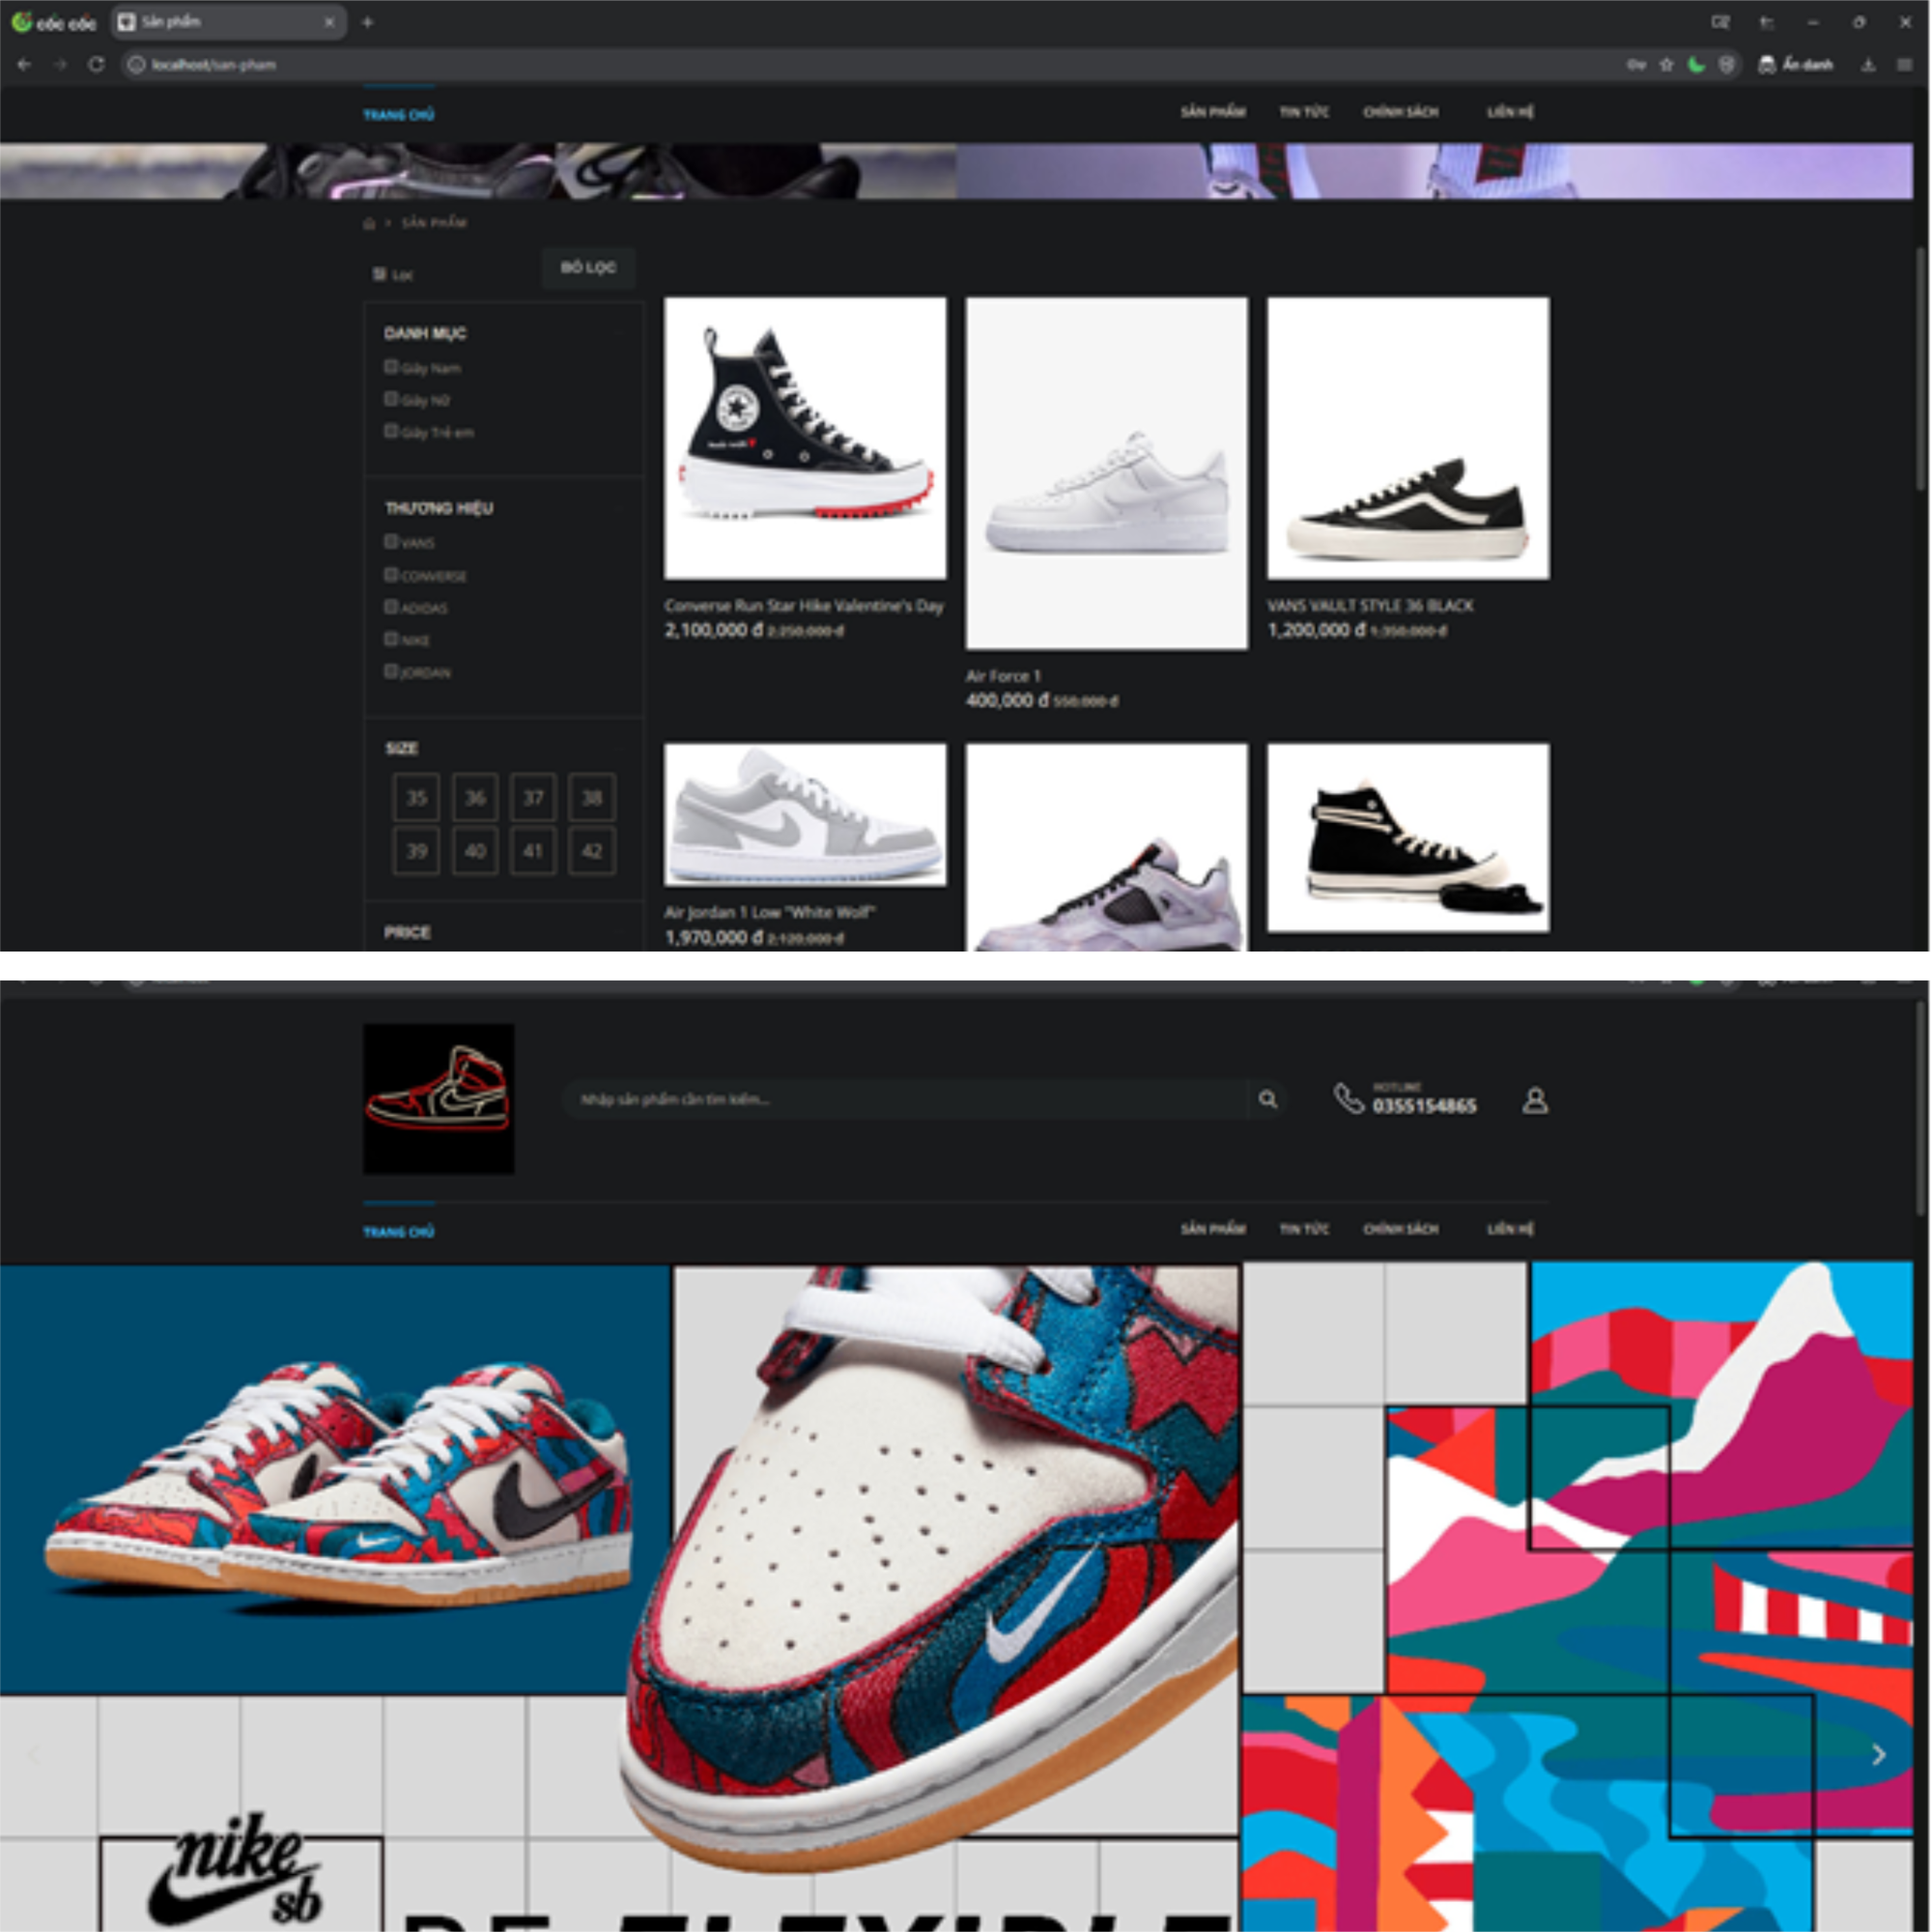 cốc cốc
Sản phẩm
localhost/san-pham
Ẩn danh
TRANG CHỦ
SẢN PHẨM
TIN TỨC
CHÍNH SÁCH
LIÊN HỆ
> SẢN PHẨM
Lọc
BỎ LỌC
DANH MỤC
Giày Nam
Giày Nữ
Giày Trẻ em
THƯƠNG HIỆU
VANS
CONVERSE
ADIDAS
NIKE
JORDAN
SIZE
35 36 37 38
39 40 41 42
PRICE
Converse Run Star Hike Valentine's Day
2,100,000 đ 2,250,000 đ
Air Force 1
400,000 đ 550,000 đ
VANS VAULT STYLE 36 BLACK
1,200,000 đ 1,350,000 đ
Air Jordan 1 Low "White Wolf"
1,970,000 đ 2,120,000 đ
Nhập sản phẩm cần tìm kiếm...
HOTLINE
0355154865
TRANG CHỦ
SẢN PHẨM
TIN TỨC
CHÍNH SÁCH
LIÊN HỆ
nike
sb
DE FLEXIBLE